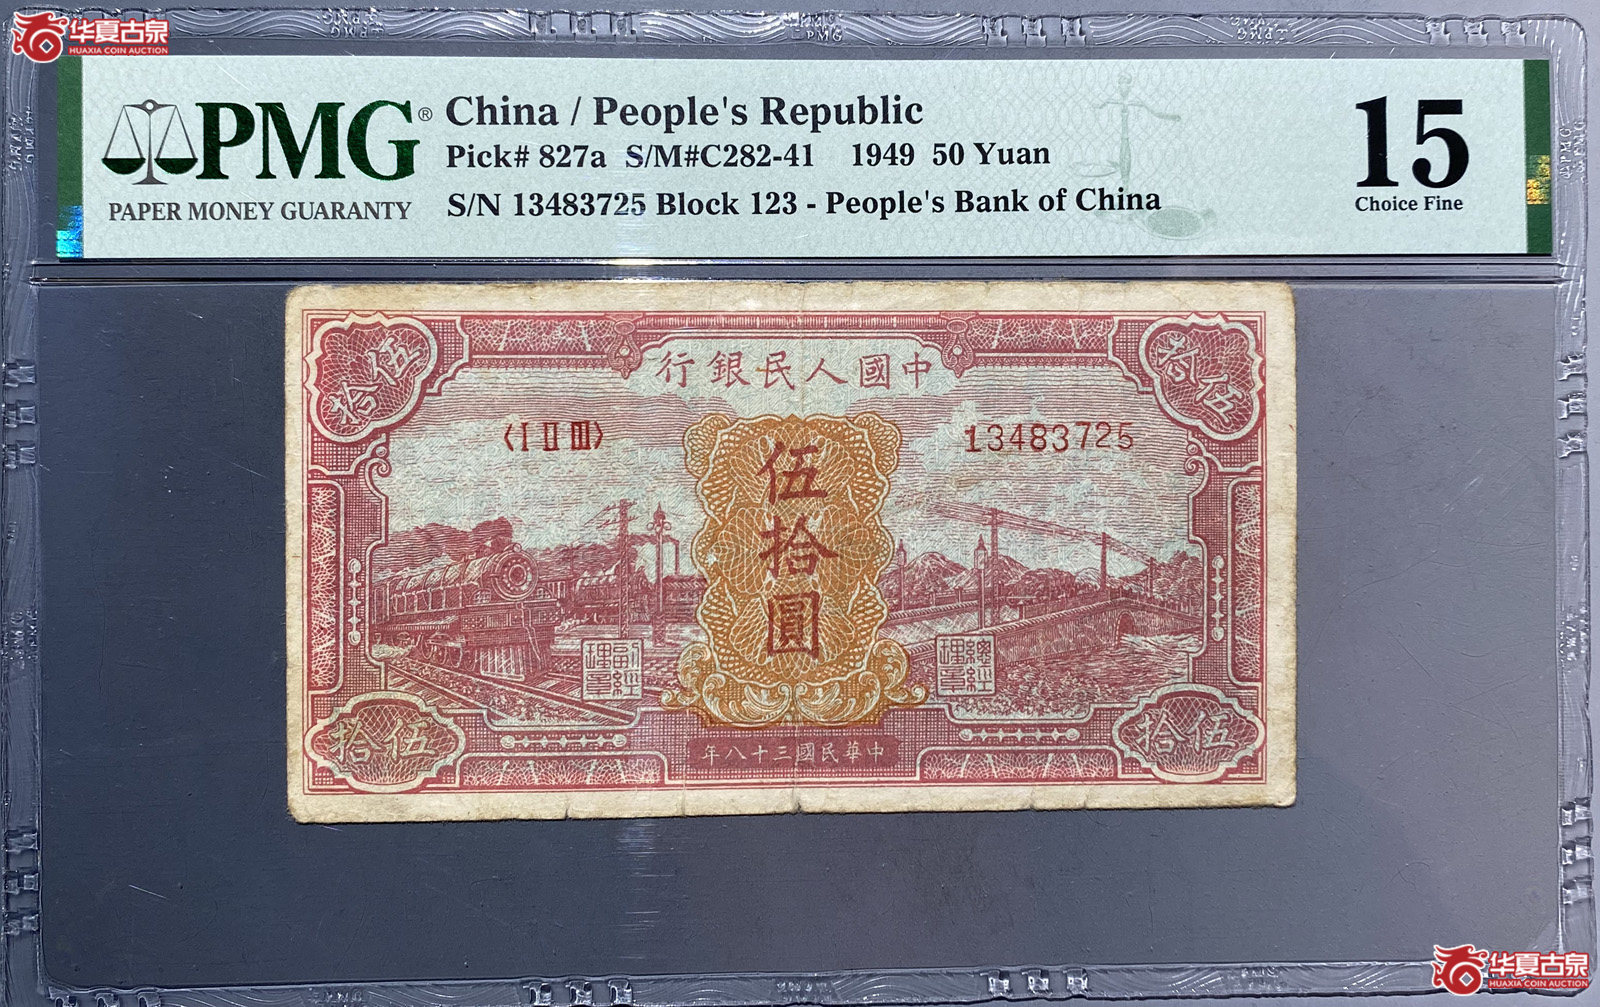 华夏古泉
HUAXIA COIN AUCTION
PMG®
PAPER MONEY GUARANTY
China / People's Republic
Pick# 827a S/M#C282-41 1949 50 Yuan
S/N 13483725 Block 123 - People's Bank of China
15
Choice Fine
伍拾
行銀民人國中
拾伍
〈I II III〉
13483725
伍
拾
圓
副經理章
總經理章
拾伍
年八十三國民華中
拾伍
华夏古泉
HUAXIA COIN AUCTION